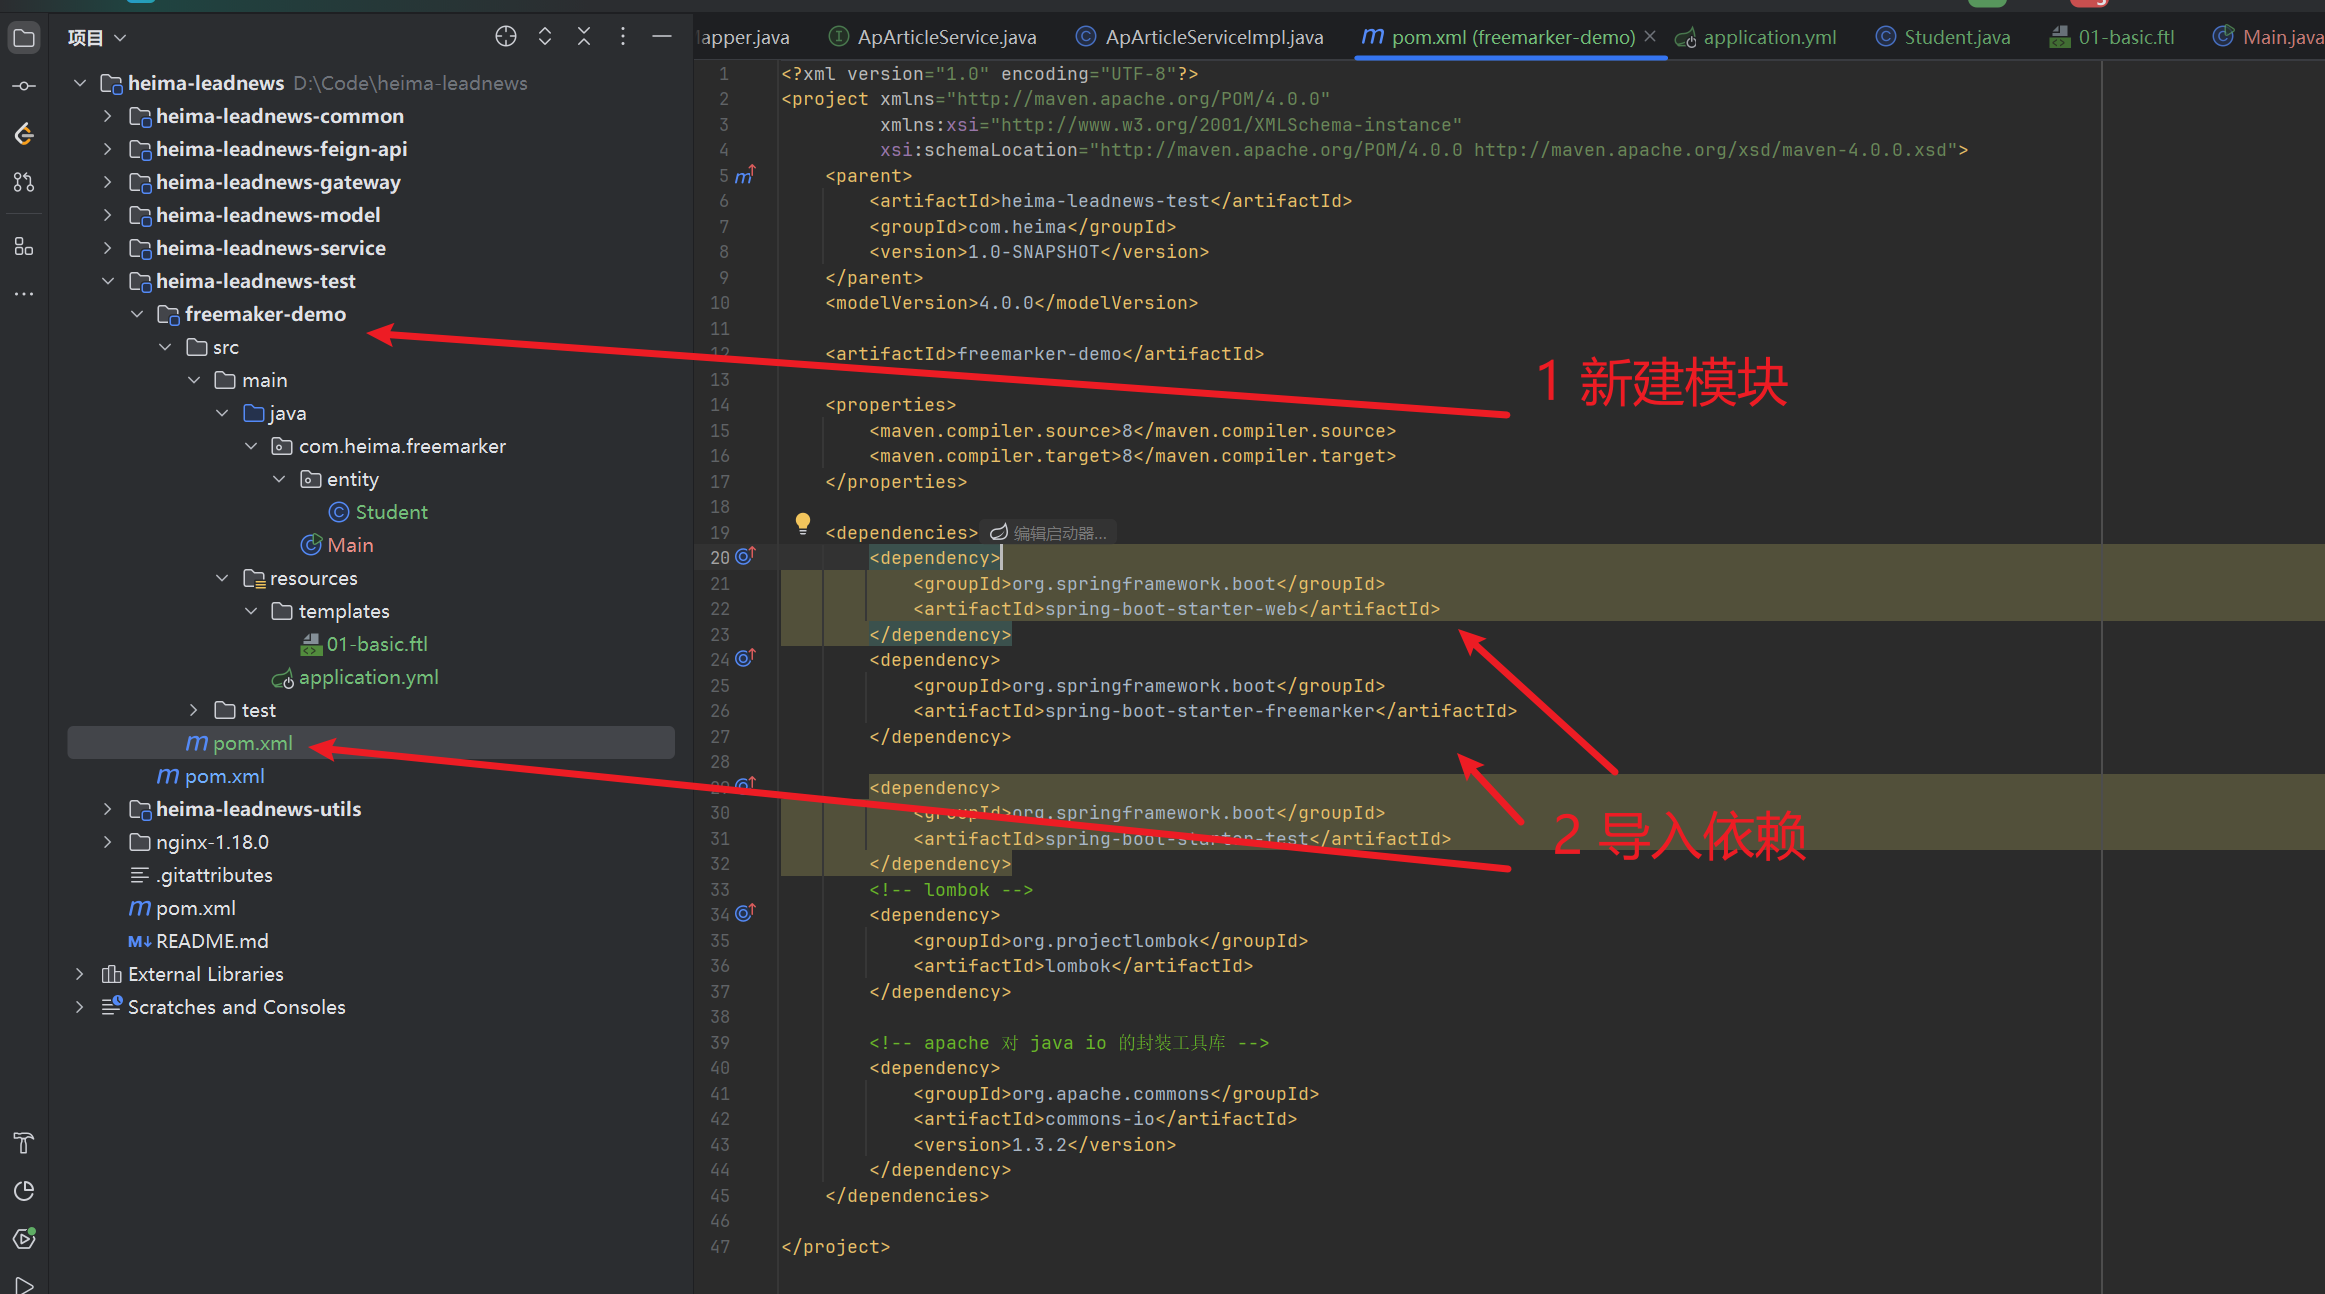 项目
heima-leadnews D:\Code\heima-leadnews
heima-leadnews-common
heima-leadnews-feign-api
heima-leadnews-gateway
heima-leadnews-model
heima-leadnews-service
heima-leadnews-test
freemaker-demo
src
main
java
com.heima.freemarker
entity
Student
Main
resources
templates
01-basic.ftl
application.yml
test
pom.xml
pom.xml
heima-leadnews-utils
nginx-1.18.0
.gitattributes
pom.xml
README.md
External Libraries
Scratches and Consoles
apper.java ApArticleService.java ApArticleServiceImpl.java pom.xml (freemarker-demo) application.yml Student.java 01-basic.ftl Main.java
1 <?xml version="1.0" encoding="UTF-8"?>
2 <project xmlns="http://maven.apache.org/POM/4.0.0"
3 xmlns:xsi="http://www.w3.org/2001/XMLSchema-instance"
4 xsi:schemaLocation="http://maven.apache.org/POM/4.0.0 http://maven.apache.org/xsd/maven-4.0.0.xsd">
5 <parent>
6 <artifactId>heima-leadnews-test</artifactId>
7 <groupId>com.heima</groupId>
8 <version>1.0-SNAPSHOT</version>
9 </parent>
10 <modelVersion>4.0.0</modelVersion>
11
12 <artifactId>freemarker-demo</artifactId>
13
14 <properties>
15 <maven.compiler.source>8</maven.compiler.source>
16 <maven.compiler.target>8</maven.compiler.target>
17 </properties>
18
19 <dependencies> 编辑启动器...
20 <dependency>
21 <groupId>org.springframework.boot</groupId>
22 <artifactId>spring-boot-starter-web</artifactId>
23 </dependency>
24 <dependency>
25 <groupId>org.springframework.boot</groupId>
26 <artifactId>spring-boot-starter-freemarker</artifactId>
27 </dependency>
28
29 <dependency>
30 <groupId>org.springframework.boot</groupId>
31 <artifactId>spring-boot-starter-test</artifactId>
32 </dependency>
33 <!-- lombok -->
34 <dependency>
35 <groupId>org.projectlombok</groupId>
36 <artifactId>lombok</artifactId>
37 </dependency>
38
39 <!-- apache 对 java io 的封装工具库 -->
40 <dependency>
41 <groupId>org.apache.commons</groupId>
42 <artifactId>commons-io</artifactId>
43 <version>1.3.2</version>
44 </dependency>
45 </dependencies>
46
47 </project>
1 新建模块
2 导入依赖